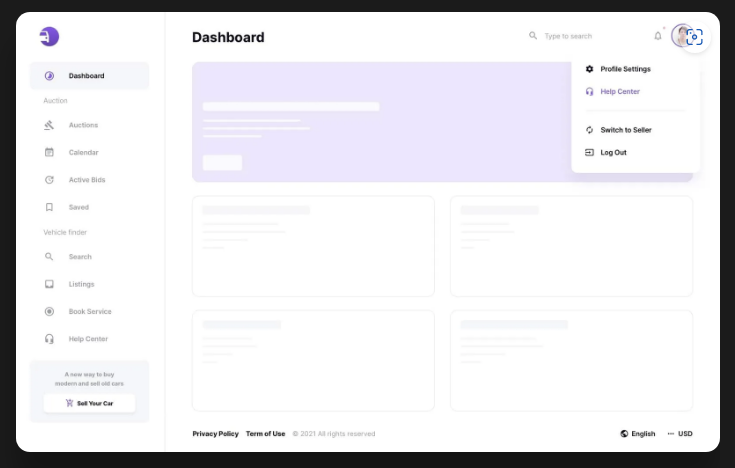 Dashboard
Auction
Auctions
Calendar
Active Bids
Saved
Vehicle finder
Search
Listings
Book Service
Help Center
A new way to buy
modern and sell old cars
Sell Your Car
Dashboard
Type to search
Profile Settings
Help Center
Switch to Seller
Log Out
Privacy Policy Term of Use © 2021 All rights reserved
English USD